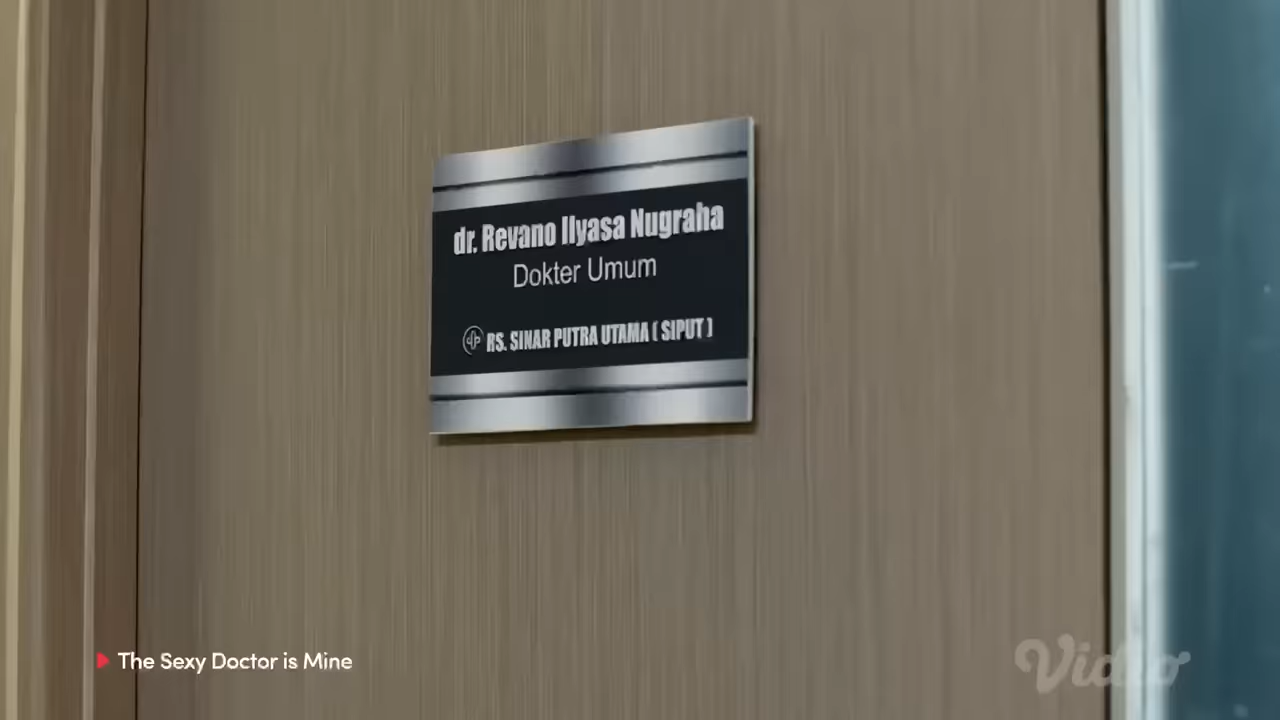 dr. Revano Ilyasa Nugraha
Dokter Umum
RS. SINAR PUTRA UTAMA ( SIPUT )
The Sexy Doctor is Mine
Vidio